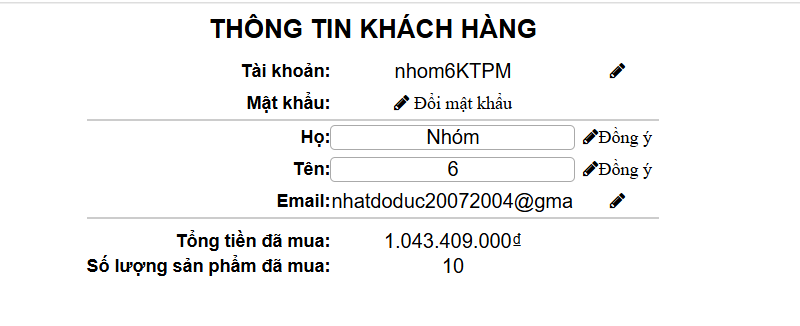 THÔNG TIN KHÁCH HÀNG
Tài khoản: nhom6KTPM
Mật khẩu: Đổi mật khẩu
Họ: Nhóm Đồng ý
Tên: 6 Đồng ý
Email: nhatdoduc20072004@gma
Tổng tiền đã mua: 1.043.409.000₫
Số lượng sản phẩm đã mua: 10